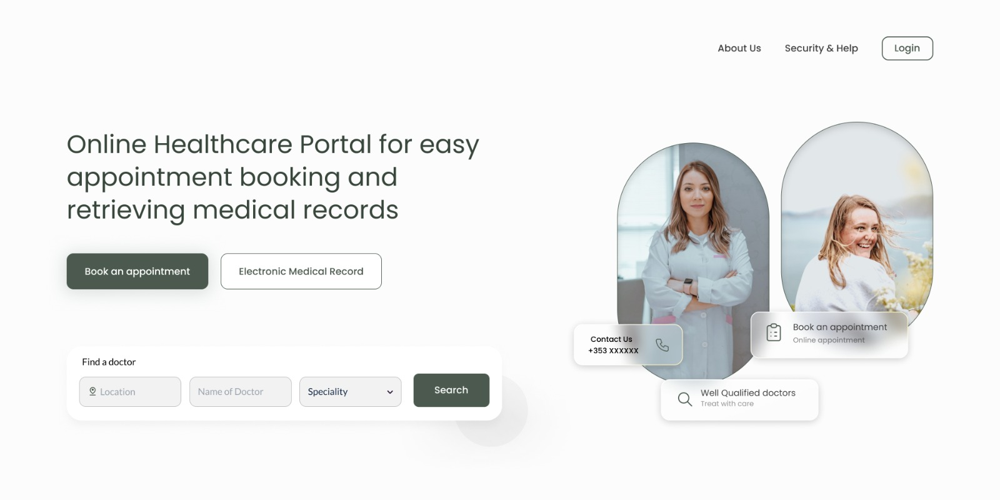 About Us
Security & Help
Login
Online Healthcare Portal for easy
appointment booking and
retrieving medical records
Book an appointment
Electronic Medical Record
Find a doctor
Location
Name of Doctor
Speciality
Search
Contact Us
+353 XXXXXX
Book an appointment
Online appointment
Well Qualified doctors
Treat with care